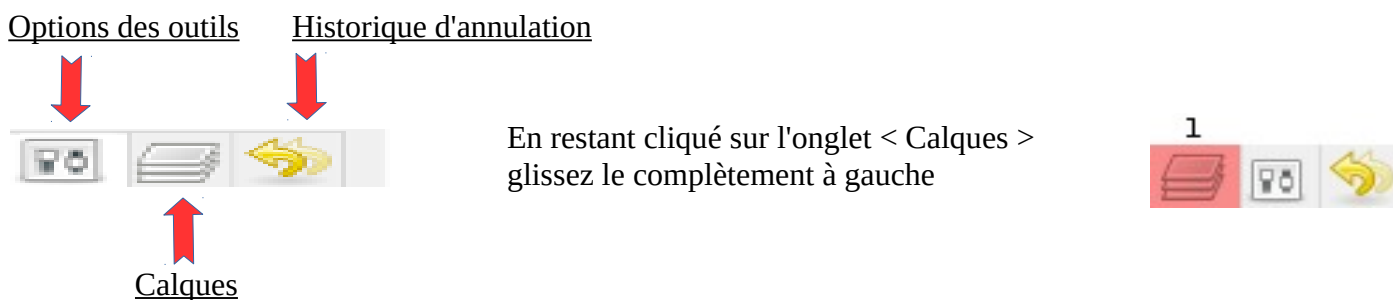 Options des outils
Historique d'annulation
En restant cliqué sur l'onglet < Calques >
glissez le complètement à gauche
1
Calques